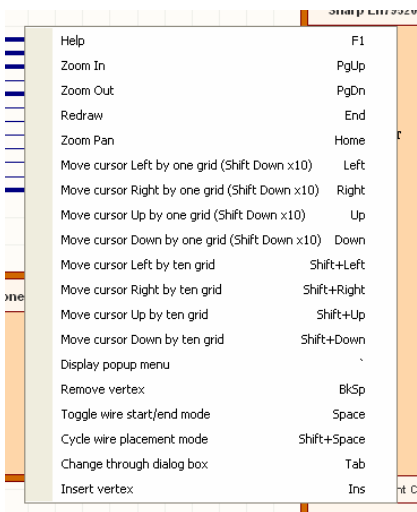 Sharp LH79520
Help F1
Zoom In PgUp
Zoom Out PgDn
Redraw End
Zoom Pan Home
Move cursor Left by one grid (Shift Down x10) Left
Move cursor Right by one grid (Shift Down x10) Right
Move cursor Up by one grid (Shift Down x10) Up
Move cursor Down by one grid (Shift Down x10) Down
Move cursor Left by ten grid Shift+Left
Move cursor Right by ten grid Shift+Right
Move cursor Up by ten grid Shift+Up
Move cursor Down by ten grid Shift+Down
Display popup menu `
Remove vertex BkSp
Toggle wire start/end mode Space
Cycle wire placement mode Shift+Space
Change through dialog box Tab
Insert vertex Ins